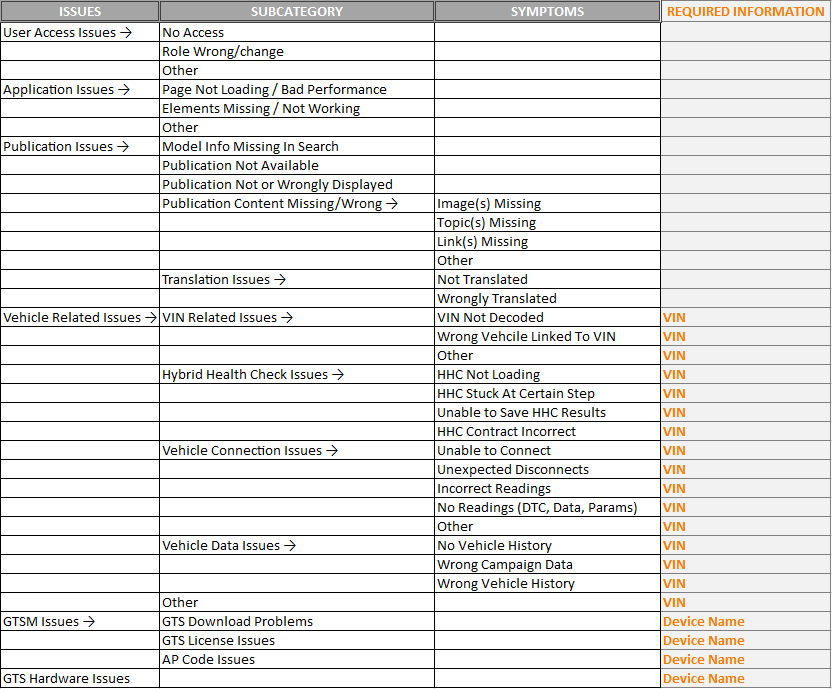 ISSUES SUBCATEGORY SYMPTOMS REQUIRED INFORMATION
User Access Issues → No Access
Role Wrong/change
Other
Application Issues → Page Not Loading / Bad Performance
Elements Missing / Not Working
Other
Publication Issues → Model Info Missing In Search
Publication Not Available
Publication Not or Wrongly Displayed
Publication Content Missing/Wrong → Image(s) Missing
Topic(s) Missing
Link(s) Missing
Other
Translation Issues → Not Translated
Wrongly Translated
Vehicle Related Issues → VIN Related Issues → VIN Not Decoded VIN
Wrong Vehcile Linked To VIN VIN
Other VIN
Hybrid Health Check Issues → HHC Not Loading VIN
HHC Stuck At Certain Step VIN
Unable to Save HHC Results VIN
HHC Contract Incorrect VIN
Vehicle Connection Issues → Unable to Connect VIN
Unexpected Disconnects VIN
Incorrect Readings VIN
No Readings (DTC, Data, Params) VIN
Other VIN
Vehicle Data Issues → No Vehicle History VIN
Wrong Campaign Data VIN
Wrong Vehicle History VIN
Other VIN
GTSM Issues → GTS Download Problems Device Name
GTS License Issues Device Name
AP Code Issues Device Name
GTS Hardware Issues Device Name